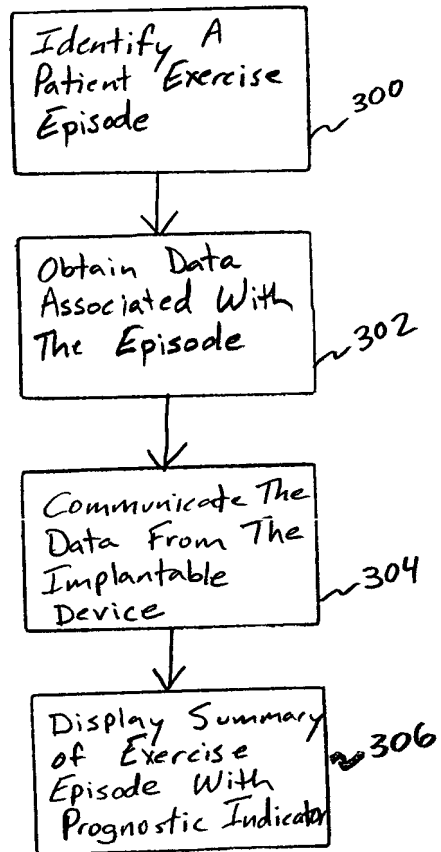 Identify A
Patient Exercise
Episode
300
Obtain Data
Associated With
The Episode
302
Communicate The
Data From The
Implantable
Device
304
Display Summary
of Exercise
Episode With
Prognostic Indicator
306